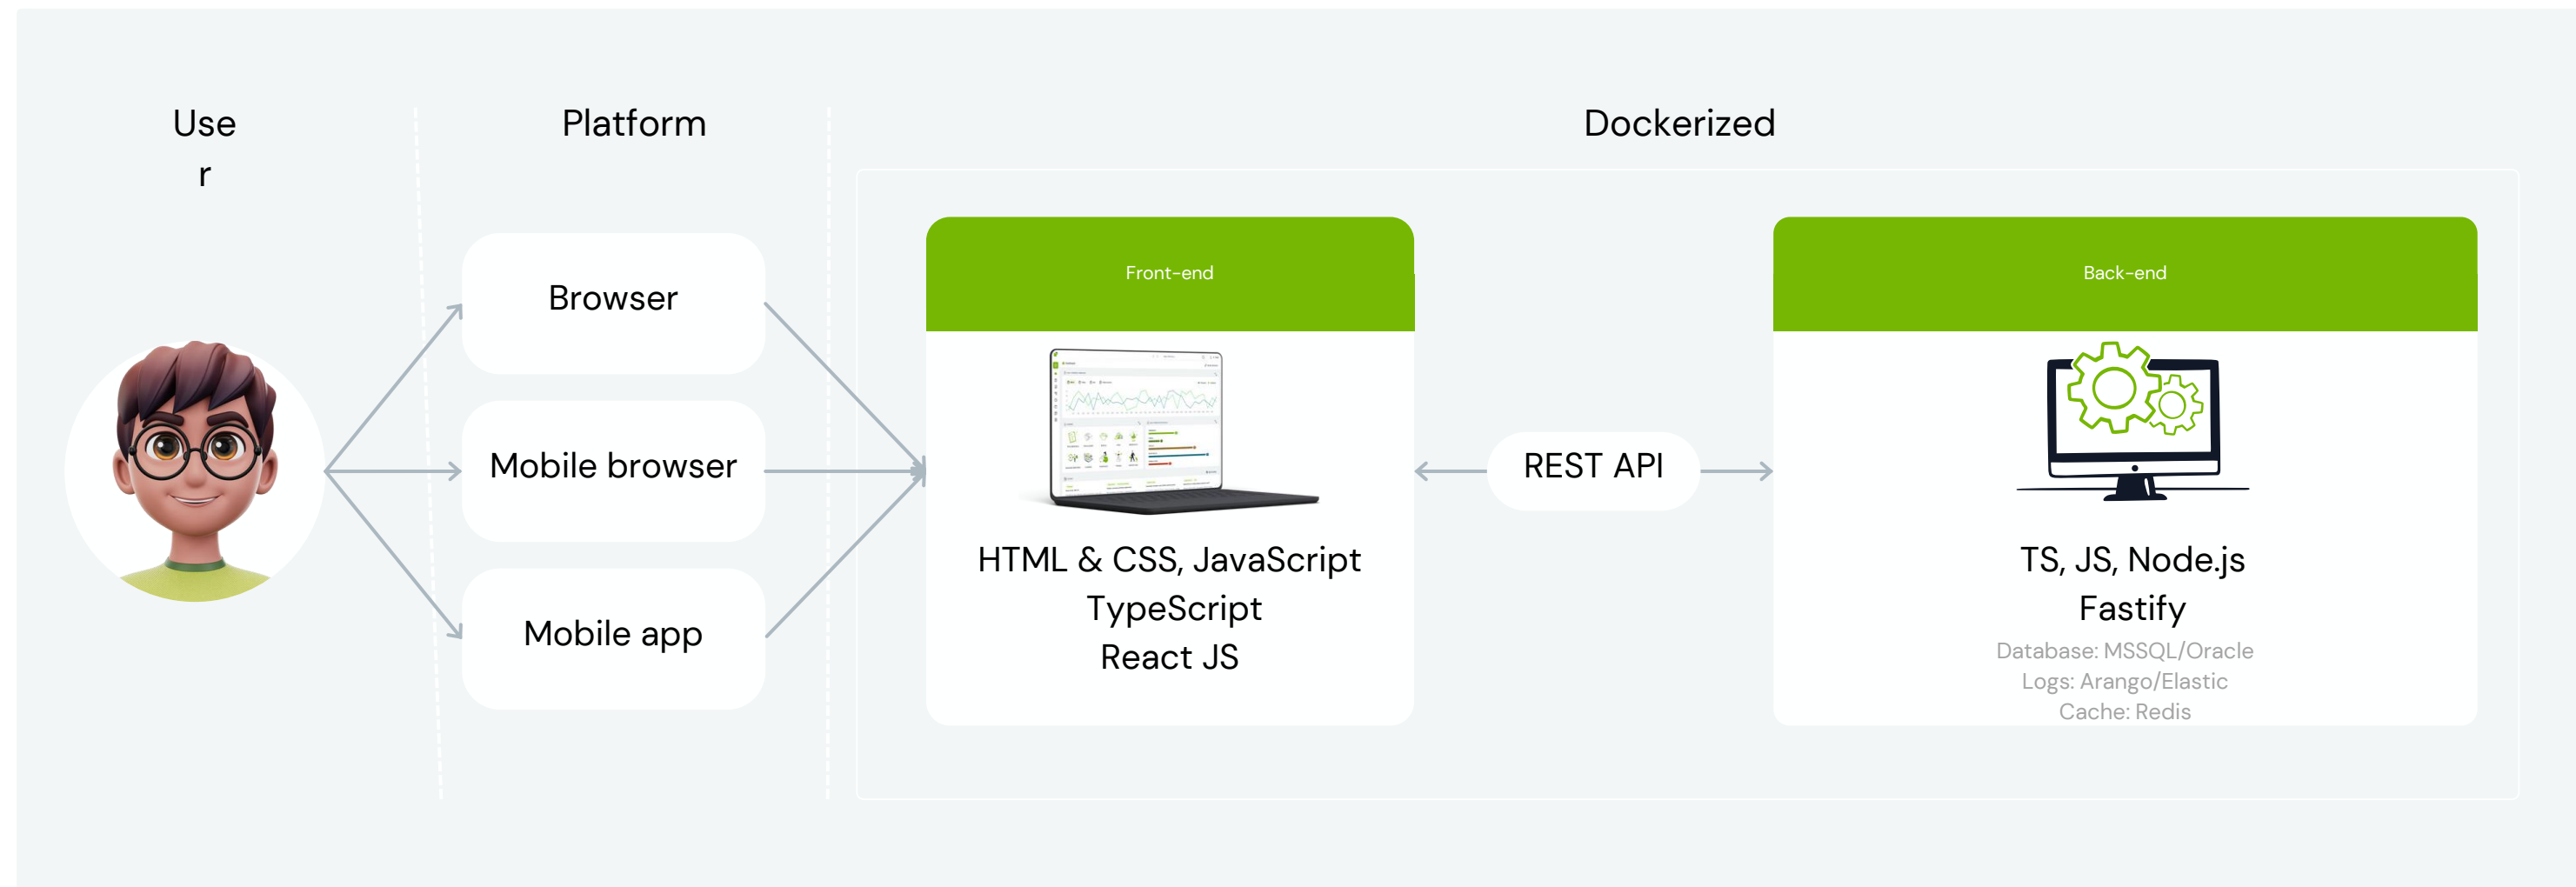 Use
r
Platform
Dockerized
Browser
Mobile browser
Mobile app
Front-end
HTML & CSS, JavaScript
TypeScript
React JS
REST API
Back-end
TS, JS, Node.js
Fastify
Database: MSSQL/Oracle
Logs: Arango/Elastic
Cache: Redis